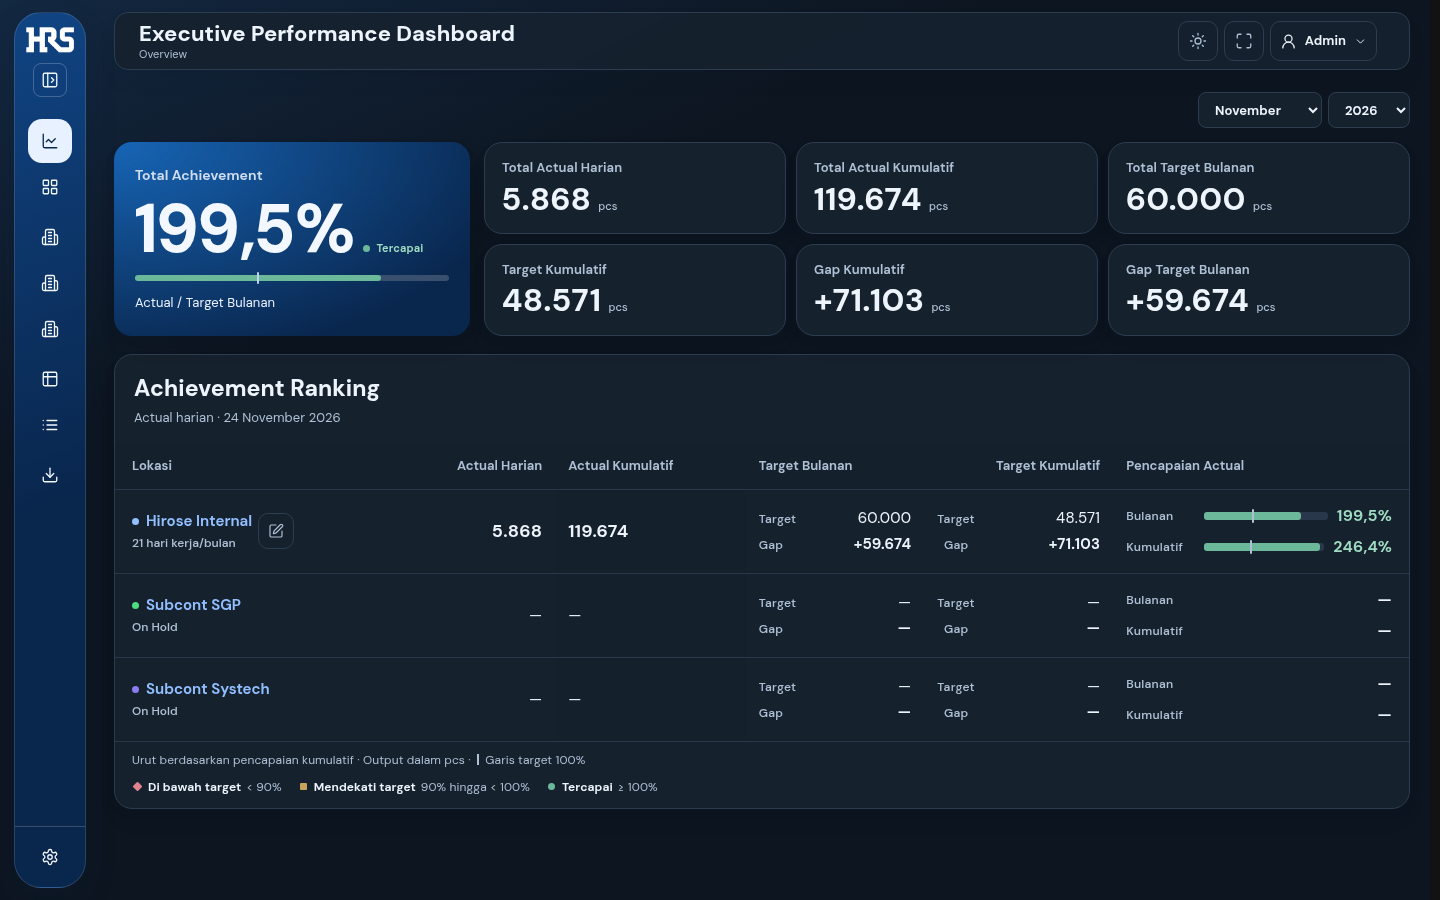 HRS
Executive Performance Dashboard
Overview
Admin
November
2026
Total Achievement
199,5%
Tercapai
Actual / Target Bulanan
Total Actual Harian
5.868 pcs
Total Actual Kumulatif
119.674 pcs
Total Target Bulanan
60.000 pcs
Target Kumulatif
48.571 pcs
Gap Kumulatif
+71.103 pcs
Gap Target Bulanan
+59.674 pcs
Achievement Ranking
Actual harian · 24 November 2026
Lokasi Actual Harian Actual Kumulatif Target Bulanan Target Kumulatif Pencapaian Actual
Hirose Internal
21 hari kerja/bulan
5.868
119.674
Target 60.000
Gap +59.674
Target 48.571
Gap +71.103
Bulanan 199,5%
Kumulatif 246,4%
Subcont SGP
On Hold
—
—
Target —
Gap —
Target —
Gap —
Bulanan —
Kumulatif —
Subcont Systech
On Hold
—
—
Target —
Gap —
Target —
Gap —
Bulanan —
Kumulatif —
Urut berdasarkan pencapaian kumulatif · Output dalam pcs · Garis target 100%
Di bawah target < 90% Mendekati target 90% hingga < 100% Tercapai ≥ 100%